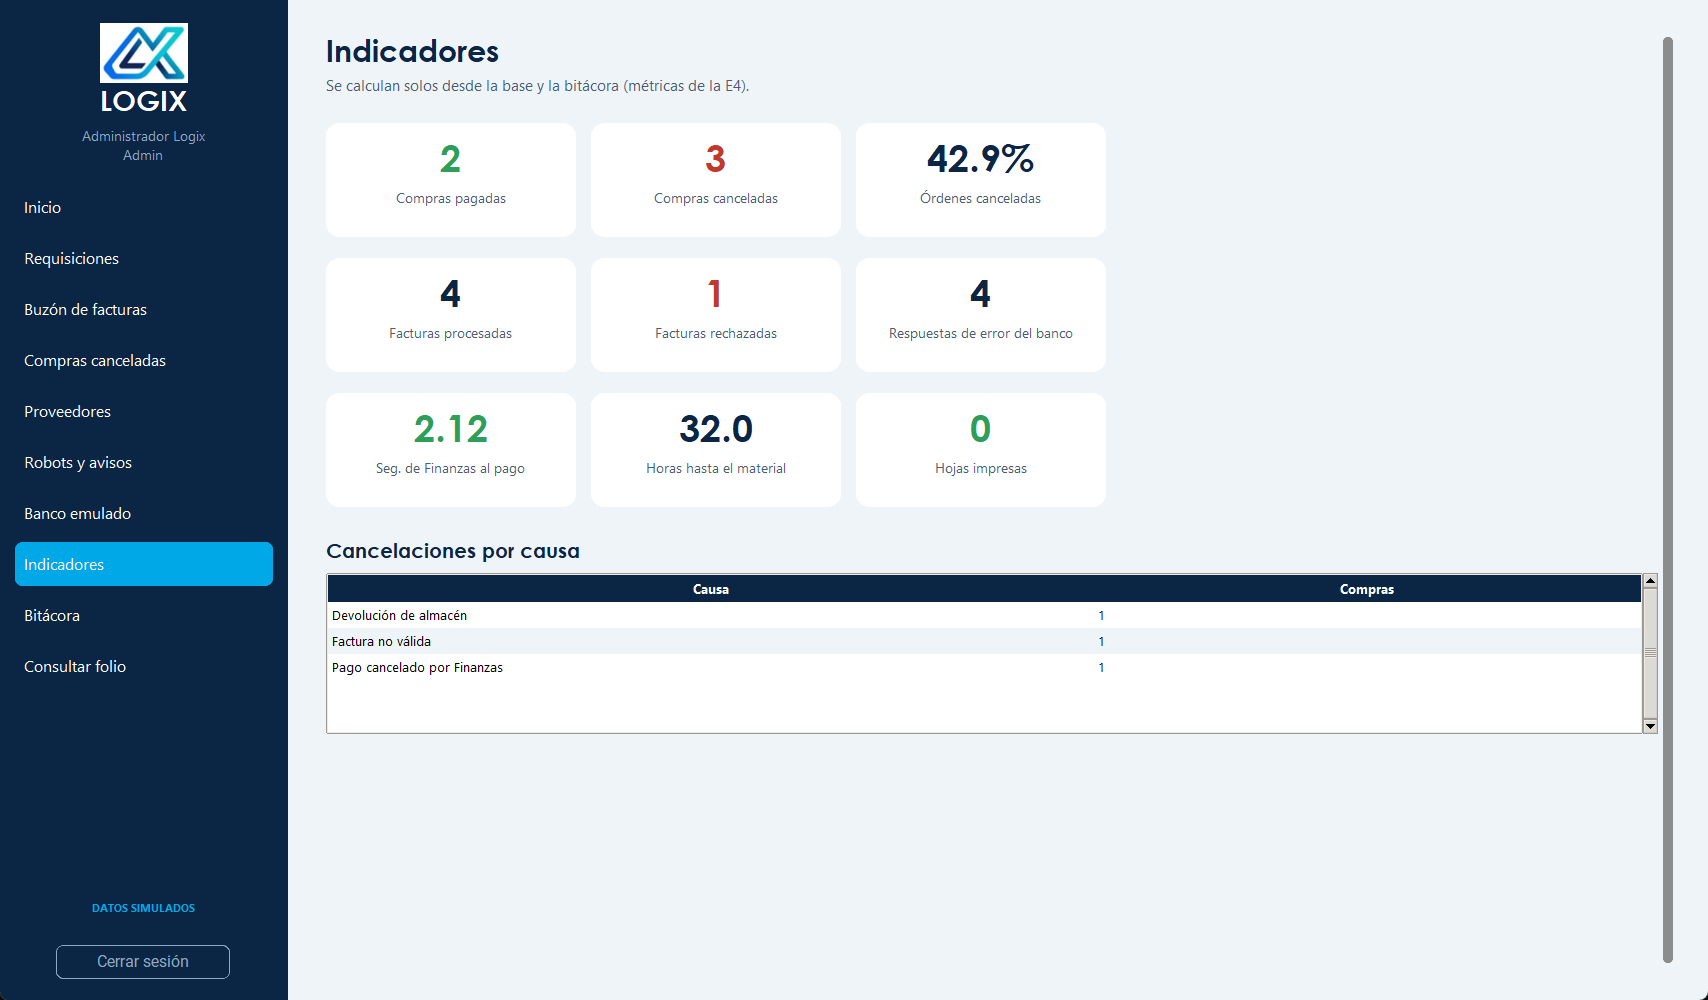 LOGIX
Administrador Logix
Admin
Inicio
Requisiciones
Buzón de facturas
Compras canceladas
Proveedores
Robots y avisos
Banco emulado
Indicadores
Bitácora
Consultar folio
DATOS SIMULADOS
Cerrar sesión
Indicadores
Se calculan solos desde la base y la bitácora (métricas de la E4).
2
Compras pagadas
3
Compras canceladas
42.9%
Órdenes canceladas
4
Facturas procesadas
1
Facturas rechazadas
4
Respuestas de error del banco
2.12
Seg. de Finanzas al pago
32.0
Horas hasta el material
0
Hojas impresas
Cancelaciones por causa
Causa Compras
Devolución de almacén 1
Factura no válida 1
Pago cancelado por Finanzas 1